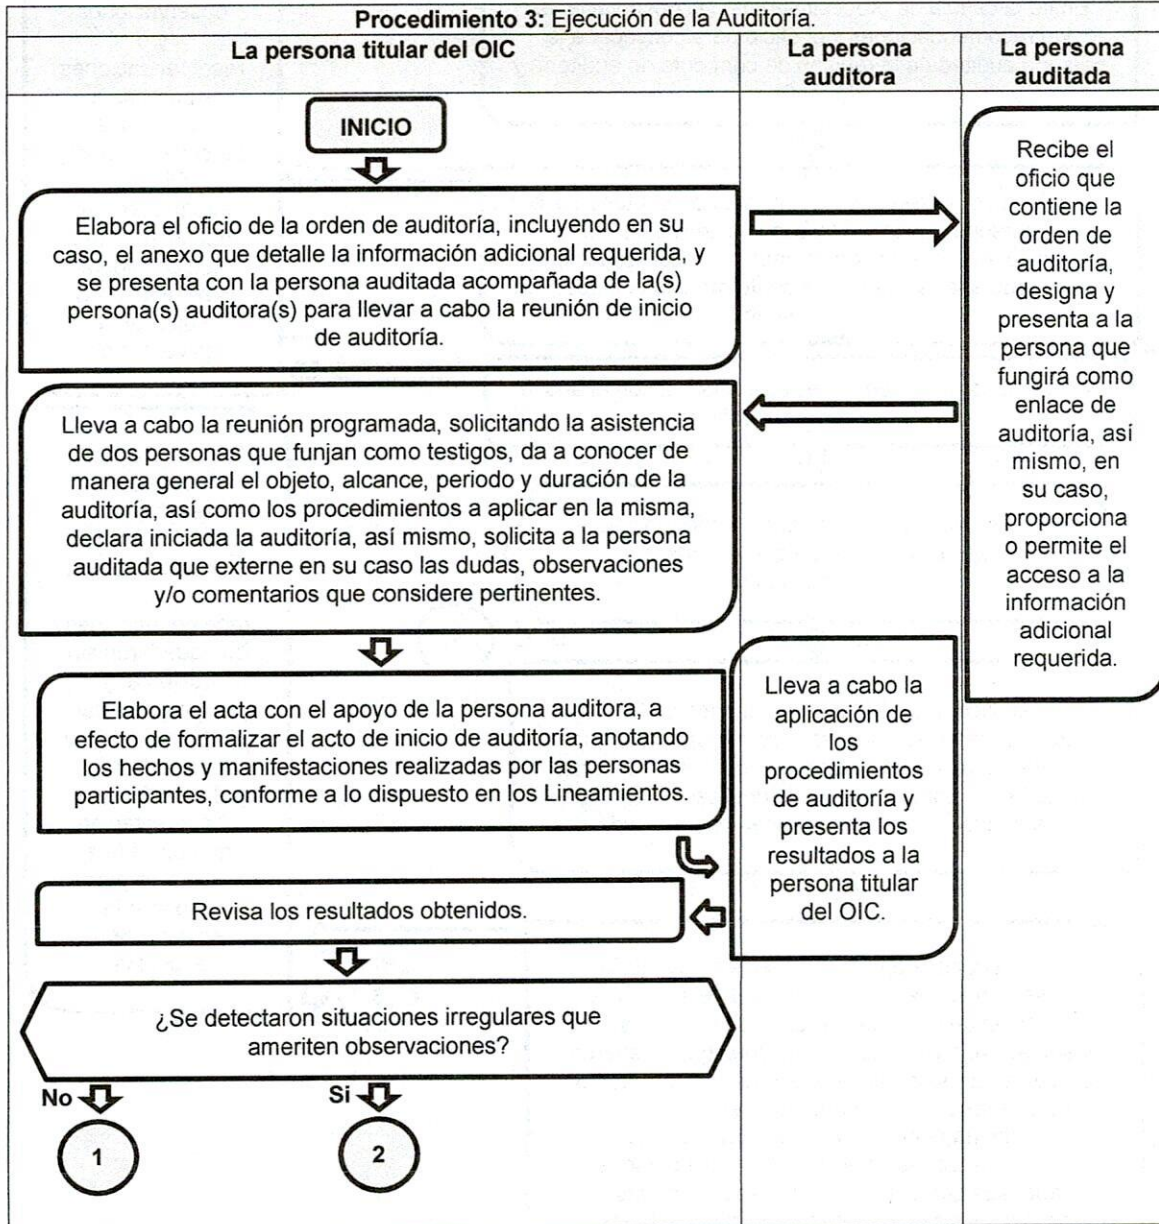 Procedimiento 3: Ejecución de la Auditoría.
La persona titular del OIC
La persona
auditora
La persona
auditada
INICIO
Elabora el oficio de la orden de auditoría, incluyendo en su
caso, el anexo que detalle la información adicional requerida, y
se presenta con la persona auditada acompañada de la(s)
persona(s) auditora(s) para llevar a cabo la reunión de inicio
de auditoría.
Recibe el
oficio que
contiene la
orden de
auditoría,
designa y
presenta a la
persona que
fungirá como
enlace de
auditoría, así
mismo, en
su caso,
proporciona
o permite el
acceso a la
información
adicional
requerida.
Lleva a cabo la reunión programada, solicitando la asistencia
de dos personas que funjan como testigos, da a conocer de
manera general el objeto, alcance, periodo y duración de la
auditoría, así como los procedimientos a aplicar en la misma,
declara iniciada la auditoría, así mismo, solicita a la persona
auditada que externe en su caso las dudas, observaciones
y/o comentarios que considere pertinentes.
Elabora el acta con el apoyo de la persona auditora, a
efecto de formalizar el acto de inicio de auditoría, anotando
los hechos y manifestaciones realizadas por las personas
participantes, conforme a lo dispuesto en los Lineamientos.
Lleva a cabo la
aplicación de
los
procedimientos
de auditoría y
presenta los
resultados a la
persona titular
del OIC.
Revisa los resultados obtenidos.
¿Se detectaron situaciones irregulares que
ameriten observaciones?
No
Si
1
2